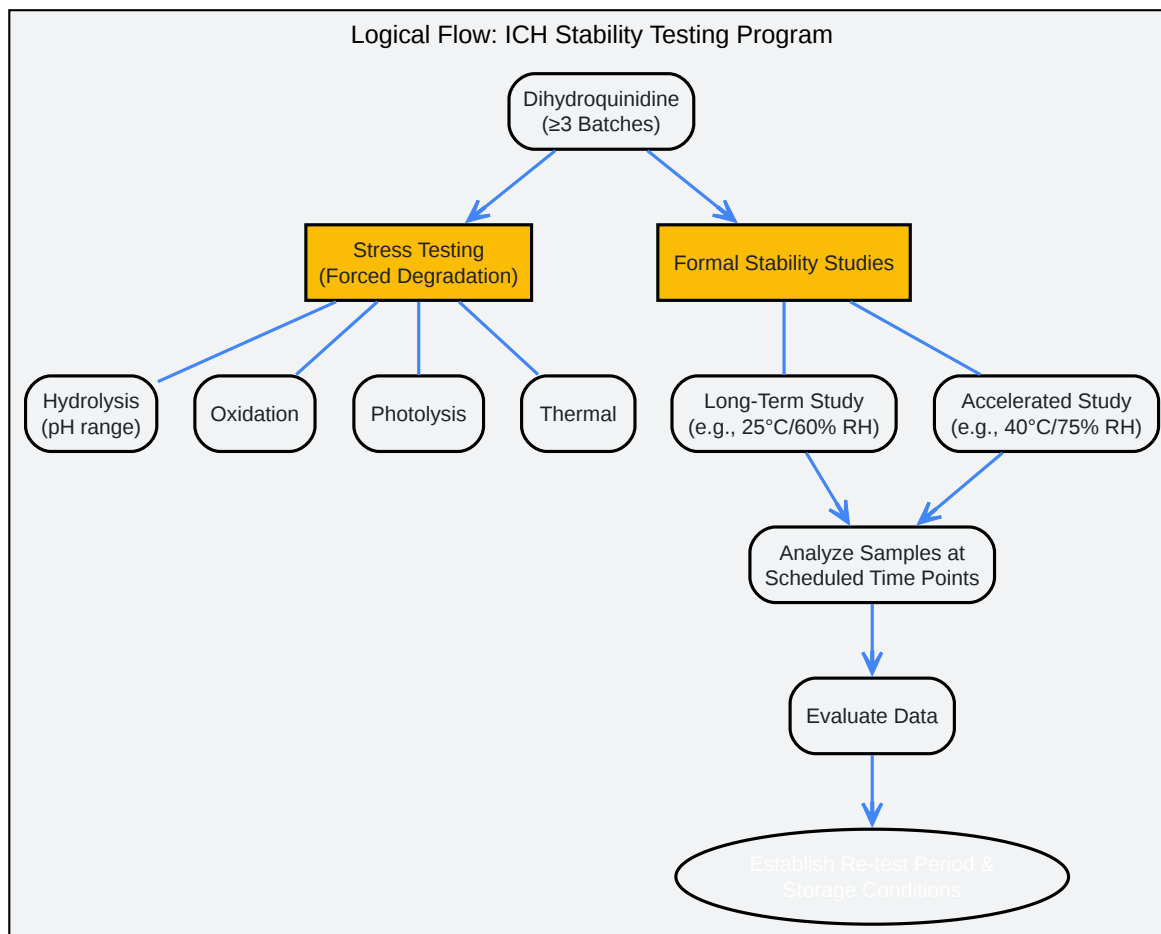 Logical Flow: ICH Stability Testing Program
Dihydroquinidine
(≥3 Batches)
Stress Testing
(Forced Degradation)
Formal Stability Studies
Hydrolysis
(pH range)
Oxidation
Photolysis
Thermal
Long-Term Study
(e.g., 25°C/60% RH)
Accelerated Study
(e.g., 40°C/75% RH)
Analyze Samples at
Scheduled Time Points
Evaluate Data
Establish Re-test Period &
Storage Conditions